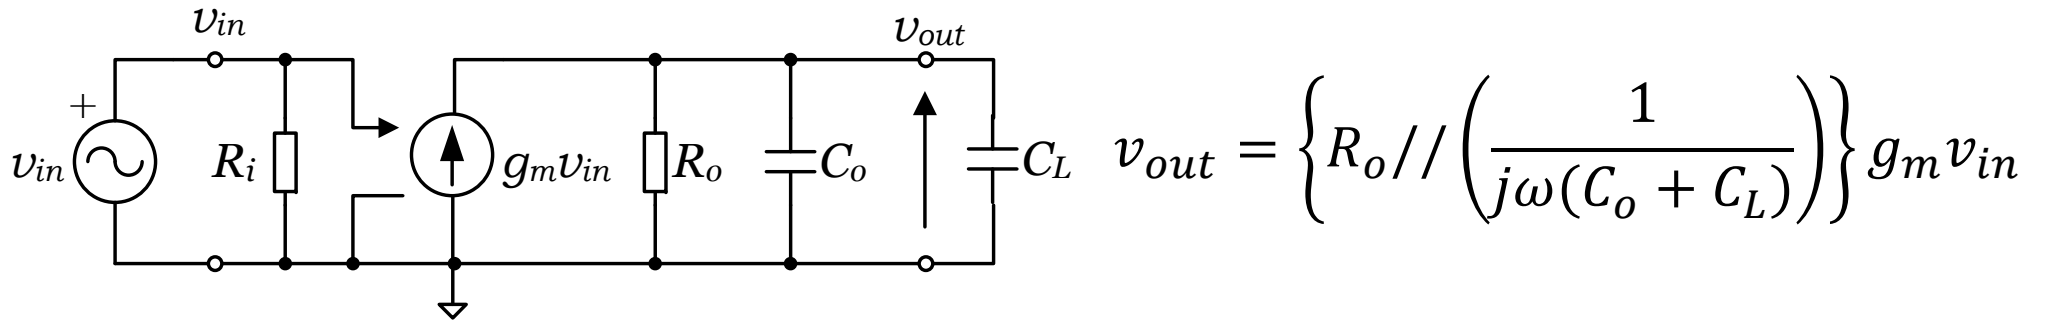 v_in
v_out
+
v_in
R_i
g_m v_in
R_o
C_o
C_L
v_out = {R_o//(1/(jω(C_o + C_L)))} g_m v_in